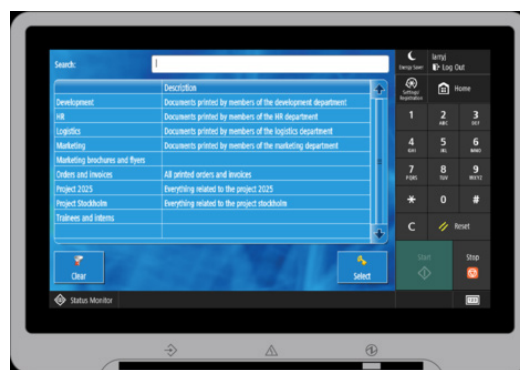 Search:
Energy Saver
larryj
Log Out
Description
Settings/
Registration
Home
Development Documents printed by members of the development department
HR Documents printed by members of the HR department
Logistics Documents printed by members of the logistics department
Marketing Documents printed by members of the marketing department
Marketing brochures and flyers
Orders and invoices All printed orders and invoices
Project 2025 Everything related to the project 2025
Project Stockholm Everything related to the project stockholm
Trainees and interns
1 2 3
ABC DEF
4 5 6
GHI JKL MNO
7 8 9
PQRS TUV WXYZ
* 0 #
C Reset
Clear Select
Start Stop
Status Monitor
123